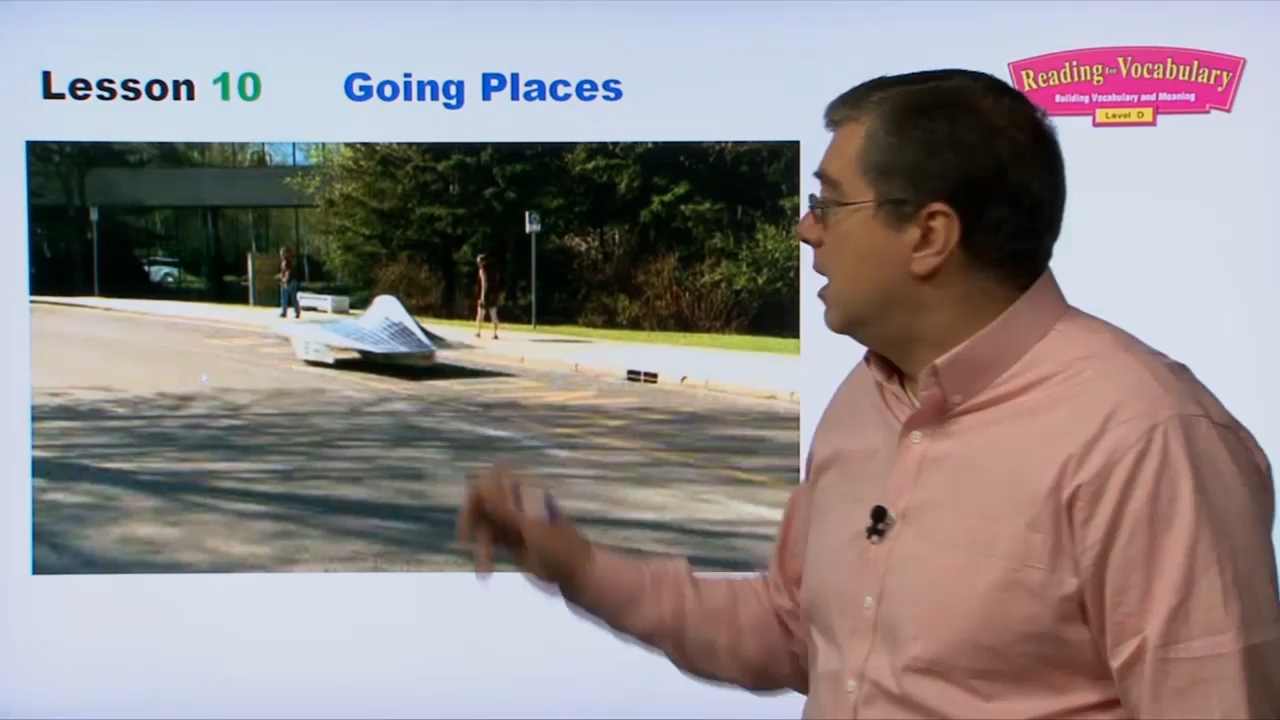 Lesson 10 Going Places
Reading for Vocabulary
Building Vocabulary and Meaning
Level D